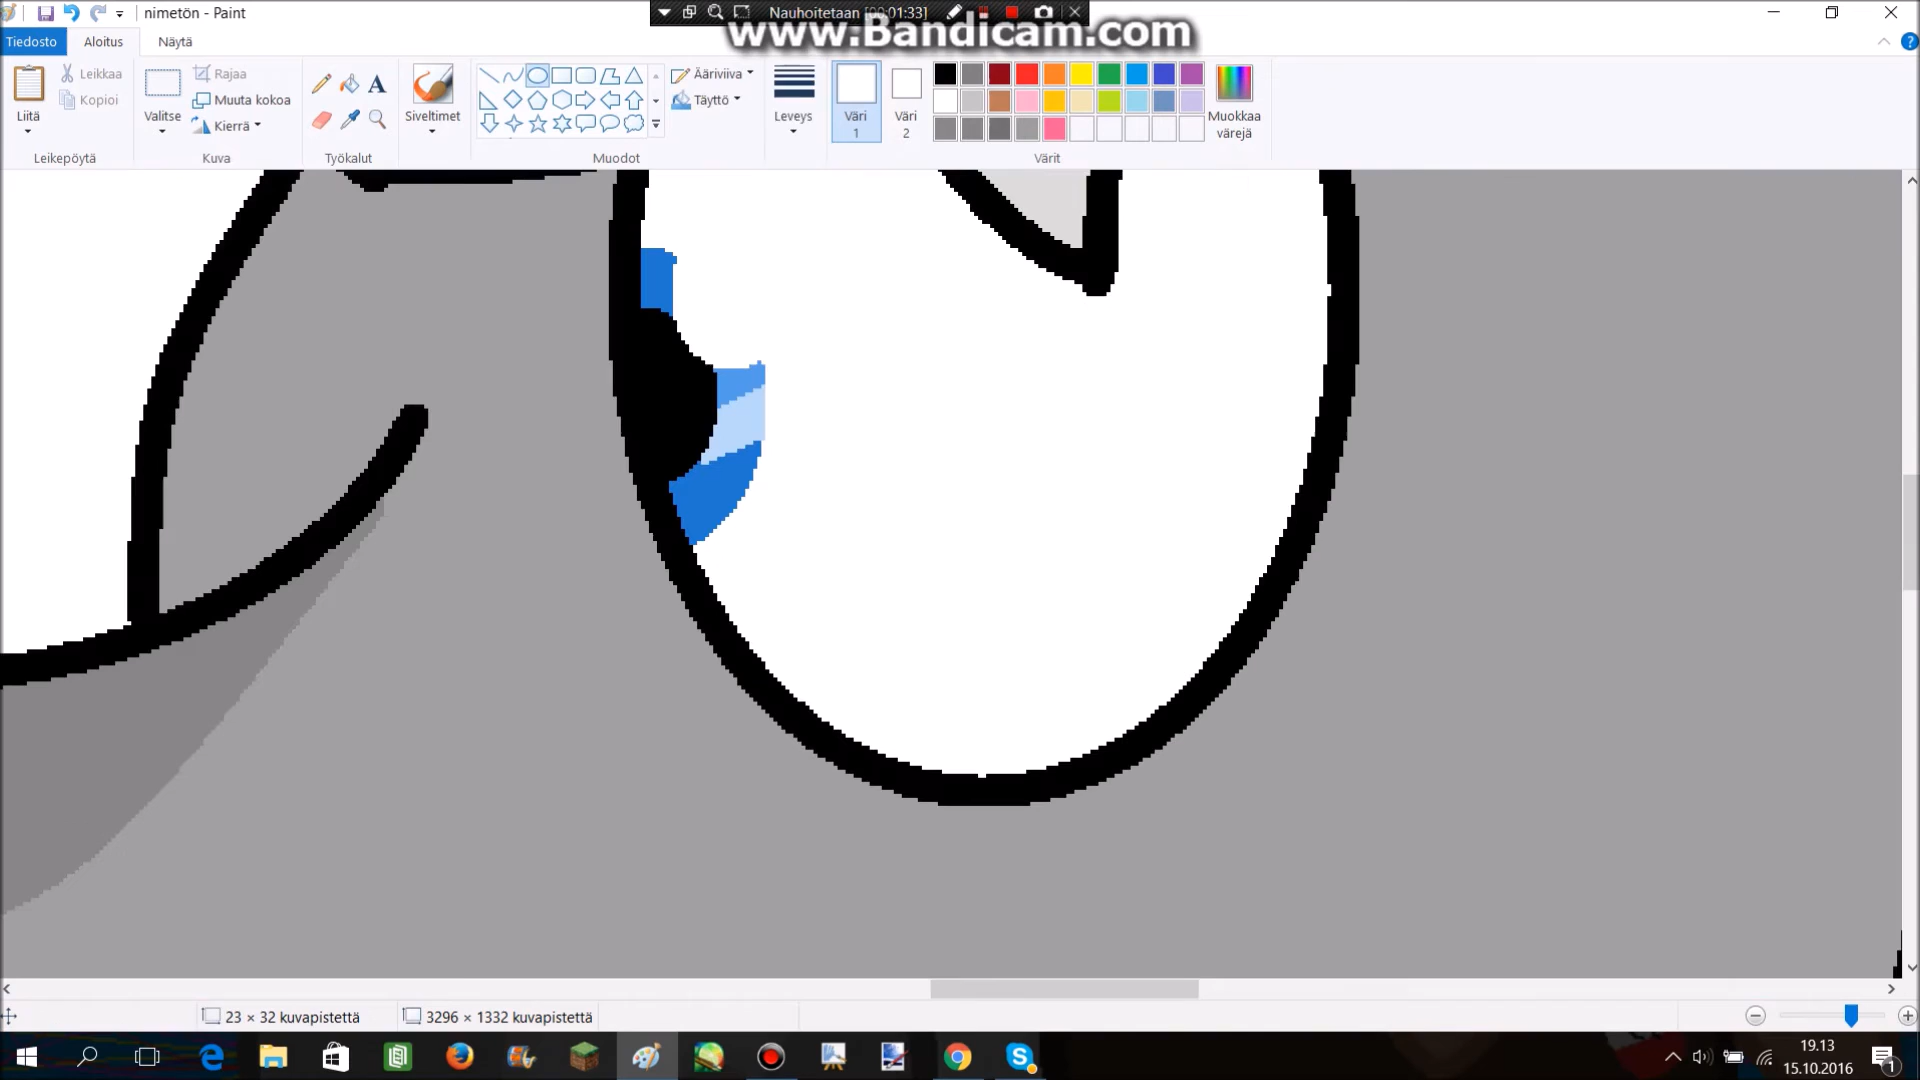 nimetön - Paint
Nauhoitetaan [00:01:33]
www.Bandicam.com
Tiedosto
Aloitus
Näytä
Liitä
Leikkaa
Kopioi
Leikepöytä
Valitse
Rajaa
Muuta kokoa
Kierrä
Kuva
A
Työkalut
Siveltimet
Muodot
Ääriviiva
Täyttö
Leveys
Väri
1
Väri
2
Värit
Muokkaa
värejä
23 × 32 kuvapistettä
3296 × 1332 kuvapistettä
19.13
15.10.2016
1